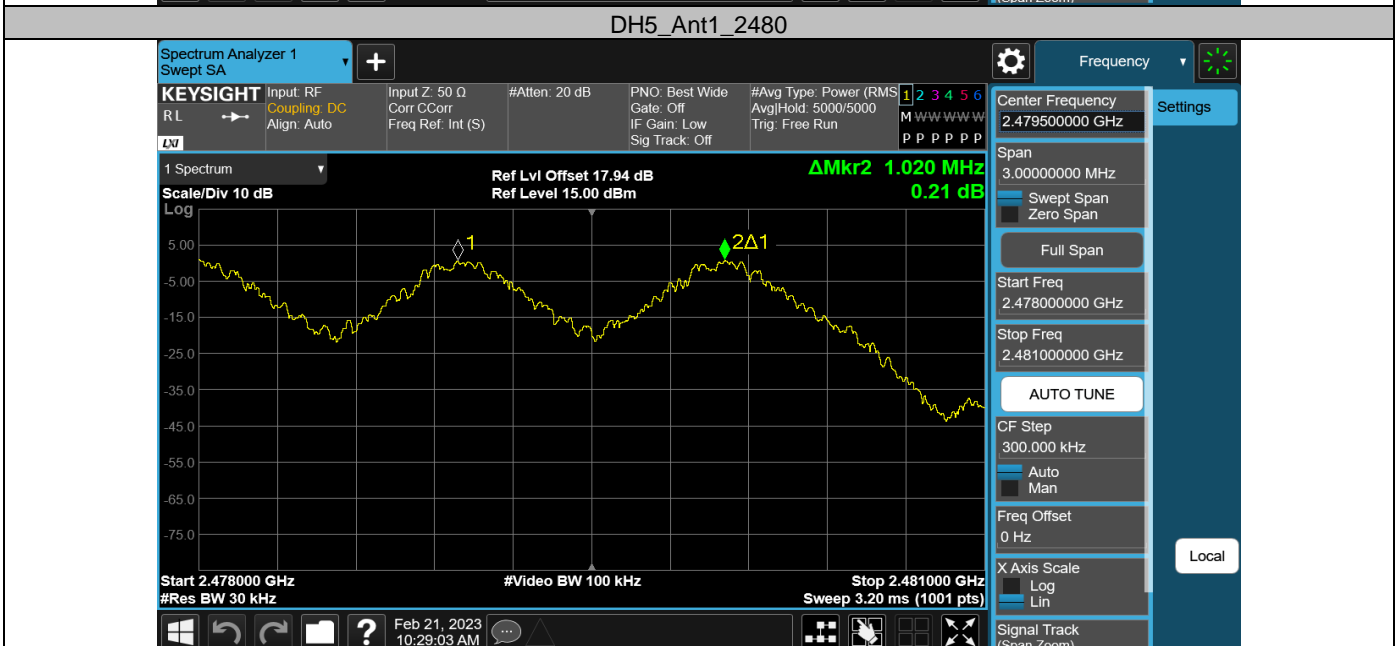 DH5_Ant1_2480
Spectrum Analyzer 1
Swept SA
Frequency
KEYSIGHT
RL
LXI
Input: RF
Coupling: DC
Align: Auto
Input Z: 50 Ω
Corr CCorr
Freq Ref: Int (S)
#Atten: 20 dB
PNO: Best Wide
Gate: Off
IF Gain: Low
Sig Track: Off
#Avg Type: Power (RMS
Avg|Hold: 5000/5000
Trig: Free Run
1 2 3 4 5 6
M W W W W W
P P P P P P
1 Spectrum
Scale/Div 10 dB
Log
Ref Lvl Offset 17.94 dB
Ref Level 15.00 dBm
ΔMkr2 1.020 MHz
0.21 dB
1
2Δ1
5.00
-5.00
-15.0
-25.0
-35.0
-45.0
-55.0
-65.0
-75.0
Start 2.478000 GHz
#Res BW 30 kHz
#Video BW 100 kHz
Stop 2.481000 GHz
Sweep 3.20 ms (1001 pts)
Feb 21, 2023
10:29:03 AM
Center Frequency
2.479500000 GHz
Span
3.00000000 MHz
Swept Span
Zero Span
Full Span
Start Freq
2.478000000 GHz
Stop Freq
2.481000000 GHz
AUTO TUNE
CF Step
300.000 kHz
Auto
Man
Freq Offset
0 Hz
X Axis Scale
Log
Lin
Signal Track
(Span Zoom)
Settings
Local